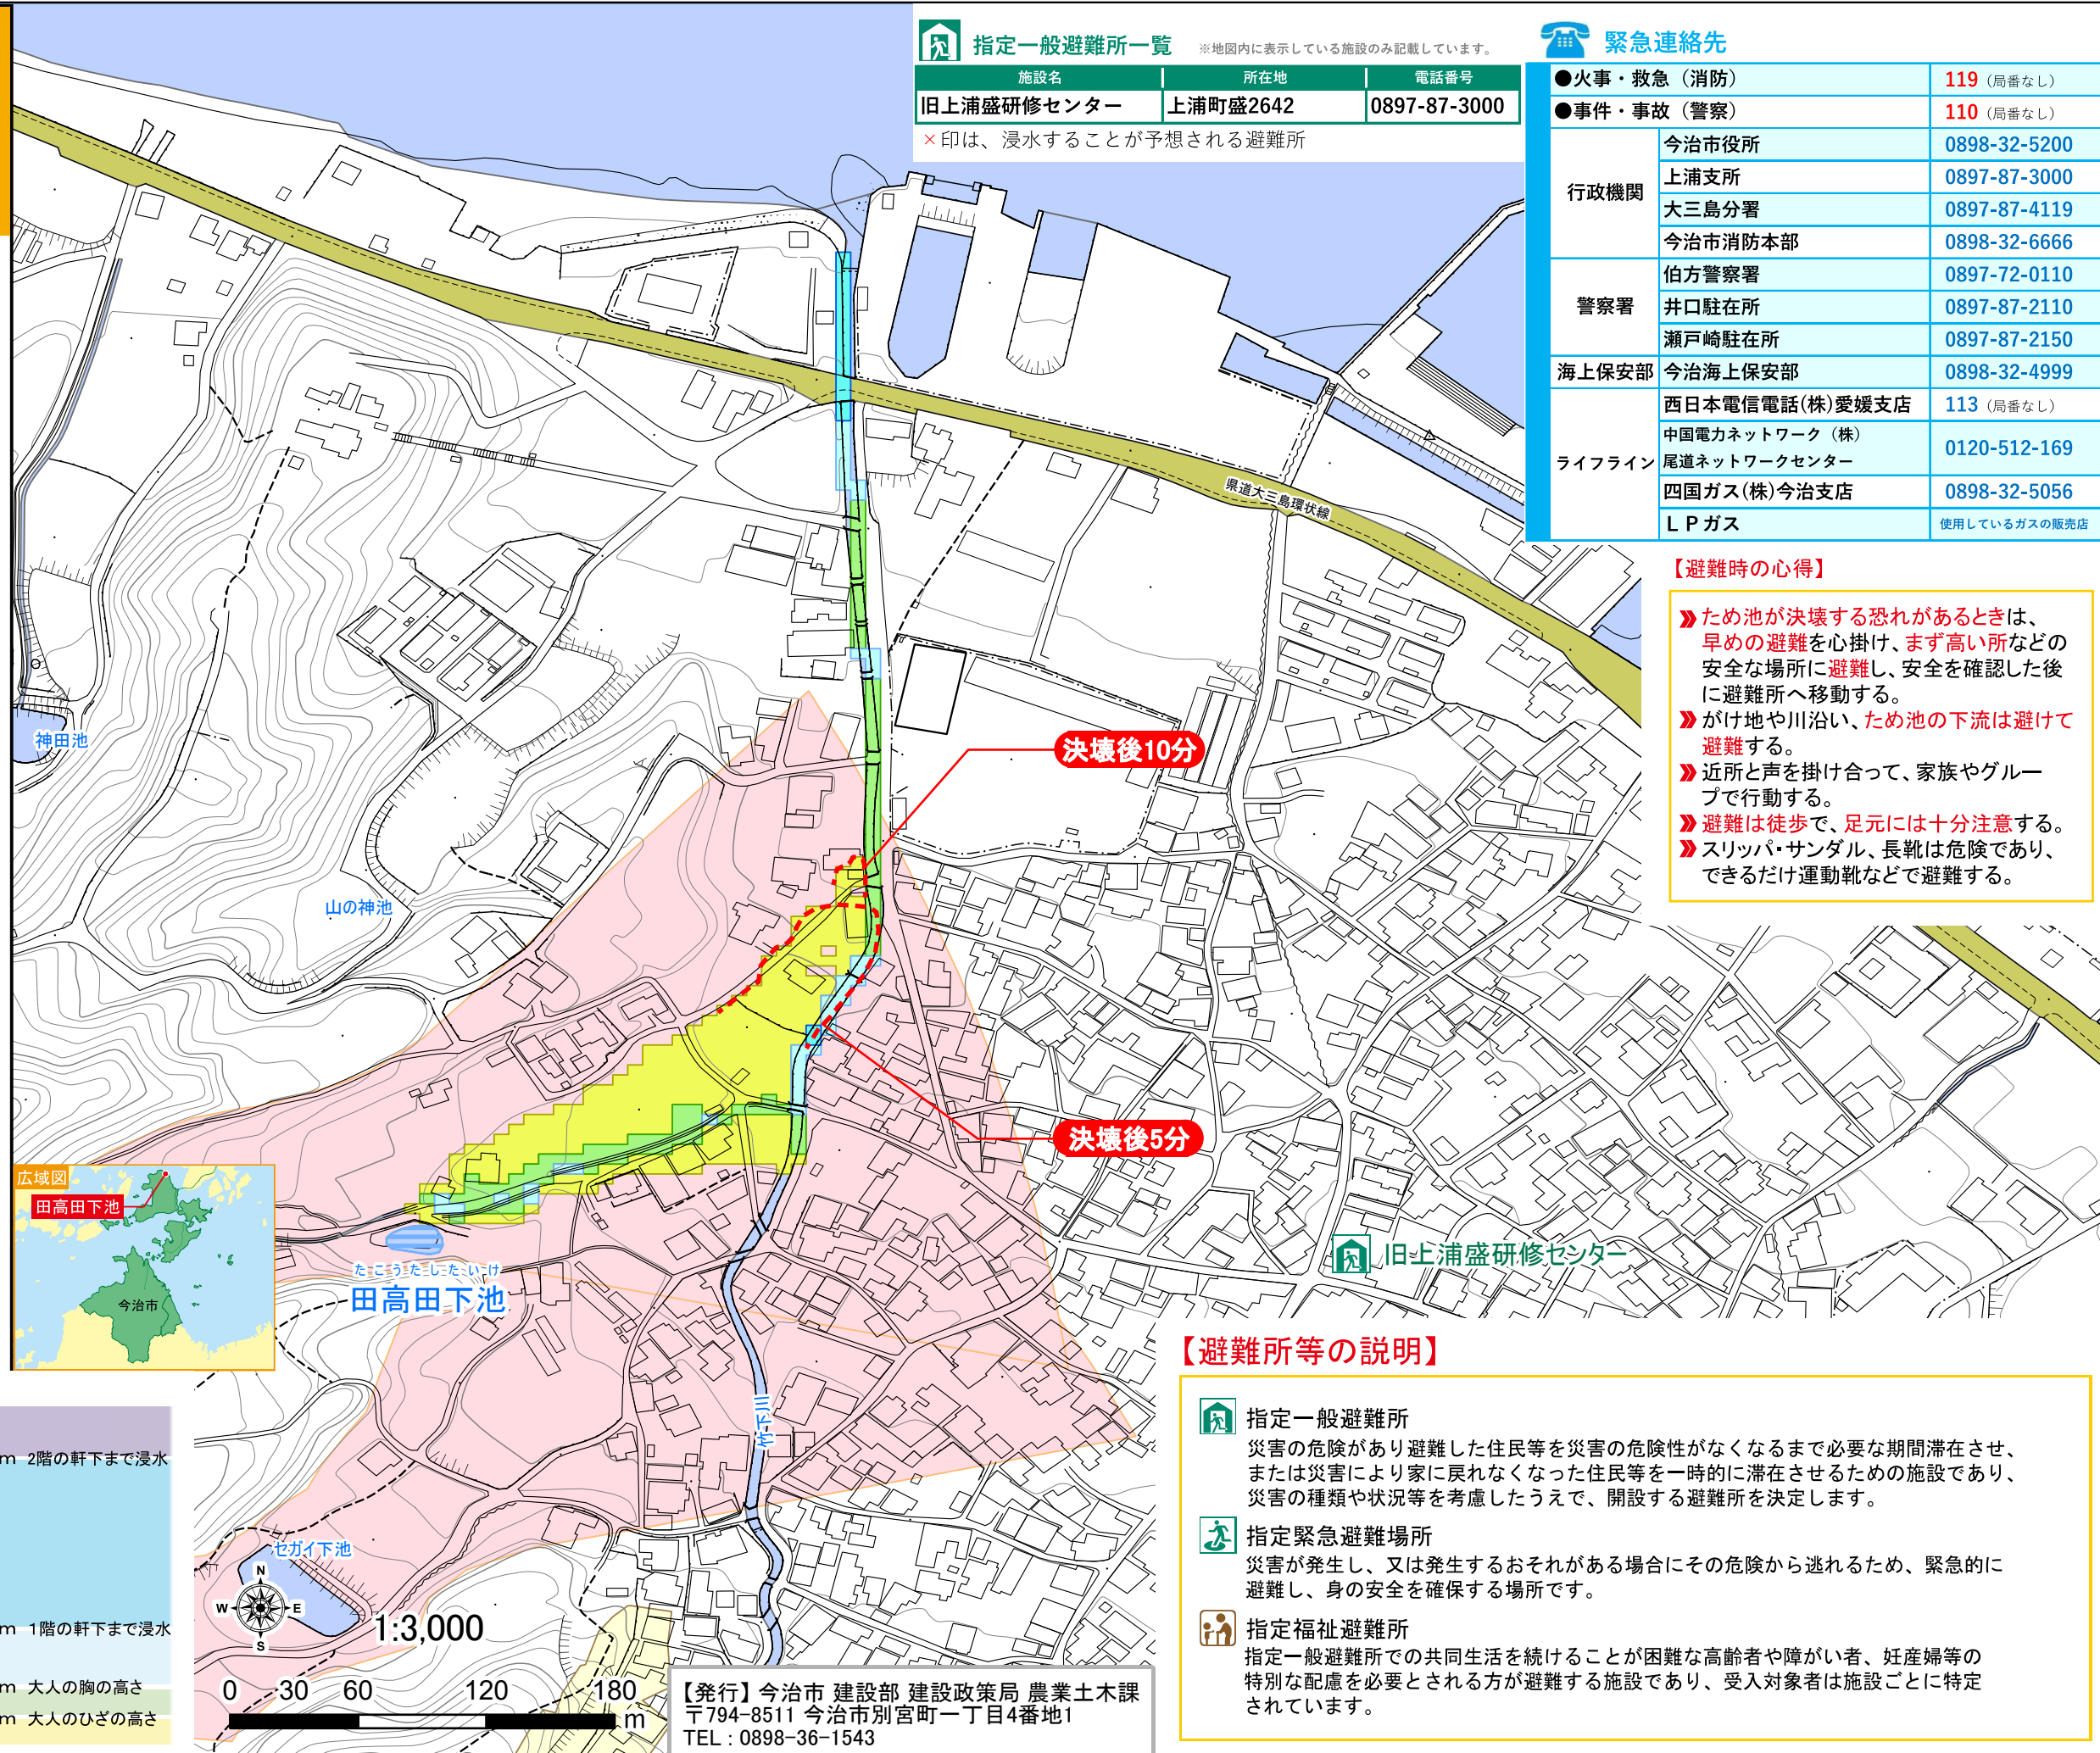 指定一般避難所一覧 ※地図内に表示している施設のみ記載しています。
施設名 所在地 電話番号
旧上浦盛研修センター 上浦町盛2642 0897-87-3000
×印は、浸水することが予想される避難所
緊急連絡先
●火事・救急（消防） 119（局番なし）
●事件・事故（警察） 110（局番なし）
行政機関
今治市役所 0898-32-5200
上浦支所 0897-87-3000
大三島分署 0897-87-4119
今治市消防本部 0898-32-6666
警察署
伯方警察署 0897-72-0110
井口駐在所 0897-87-2110
瀬戸崎駐在所 0897-87-2150
海上保安部 今治海上保安部 0898-32-4999
ライフライン
西日本電信電話(株)愛媛支店 113（局番なし）
中国電力ネットワーク（株）
尾道ネットワークセンター 0120-512-169
四国ガス(株)今治支店 0898-32-5056
ＬＰガス 使用しているガスの販売店
【避難時の心得】
ため池が決壊する恐れがあるときは、
早めの避難を心掛け、まず高い所などの
安全な場所に避難し、安全を確認した後
に避難所へ移動する。
がけ地や川沿い、ため池の下流は避けて
避難する。
近所と声を掛け合って、家族やグルー
プで行動する。
避難は徒歩で、足元には十分注意する。
スリッパ・サンダル、長靴は危険であり、
できるだけ運動靴などで避難する。
県道大三島環状線
神田池
決壊後10分
山の神池
決壊後5分
広域図
田高田下池
今治市
たこうたしたいけ
田高田下池
旧上浦盛研修センター
竹下川
セガイ下池
N
W E
S
1:3,000
0 30 60 120 180
m
m 2階の軒下まで浸水
m 1階の軒下まで浸水
m 大人の胸の高さ
m 大人のひざの高さ
【発行】今治市 建設部 建設政策局 農業土木課
〒794-8511 今治市別宮町一丁目4番地1
TEL：0898-36-1543
【避難所等の説明】
指定一般避難所
災害の危険があり避難した住民等を災害の危険性がなくなるまで必要な期間滞在させ、
または災害により家に戻れなくなった住民等を一時的に滞在させるための施設であり、
災害の種類や状況等を考慮したうえで、開設する避難所を決定します。
指定緊急避難場所
災害が発生し、又は発生するおそれがある場合にその危険から逃れるため、緊急的に
避難し、身の安全を確保する場所です。
指定福祉避難所
指定一般避難所での共同生活を続けることが困難な高齢者や障がい者、妊産婦等の
特別な配慮を必要とされる方が避難する施設であり、受入対象者は施設ごとに特定
されています。